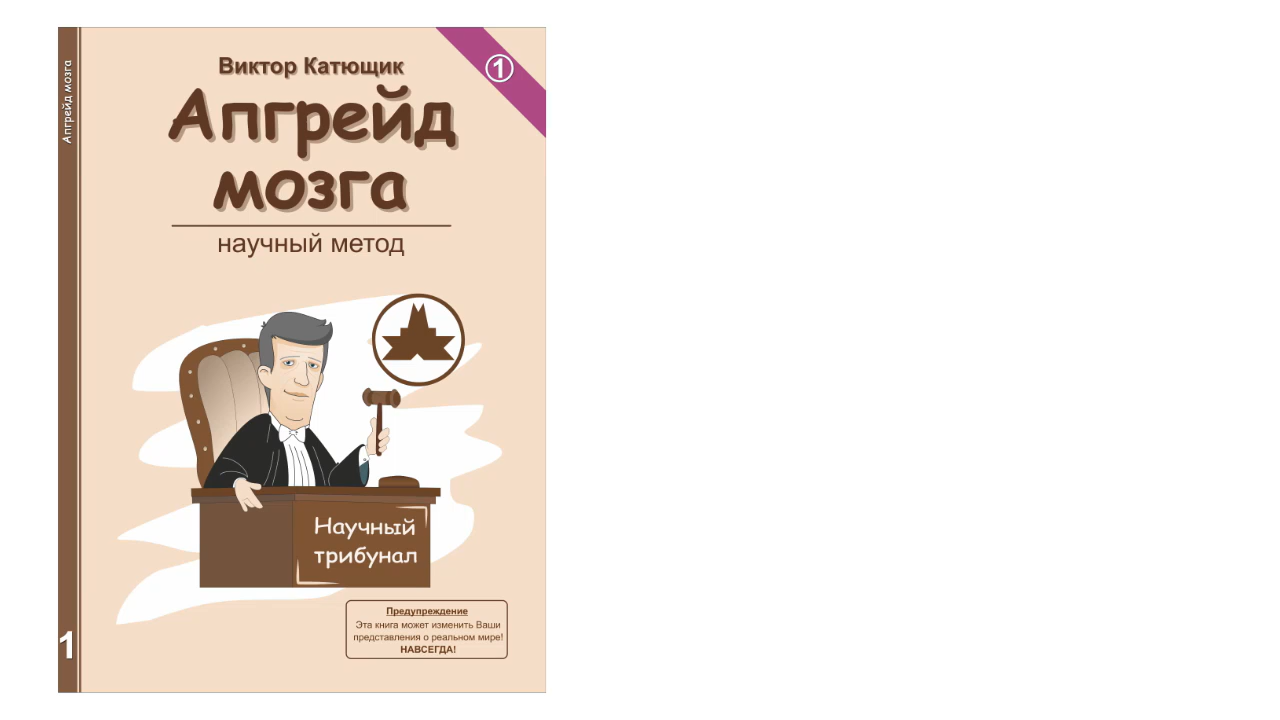 Апгрейд мозга
1
Виктор Катющик
1
Апгрейд
мозга
научный метод
Научный
трибунал
Предупреждение
Эта книга может изменить Ваши
представления о реальном мире!
НАВСЕГДА!